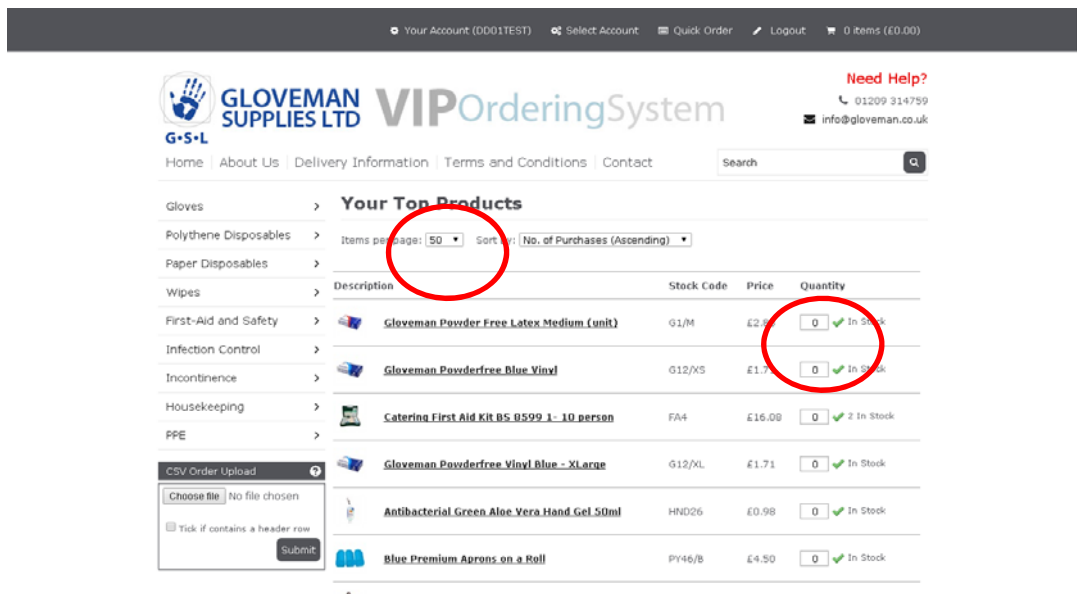 Your Account (DD01TEST) Select Account Quick Order Logout 0 items (£0.00)
GLOVEMAN SUPPLIES LTD
G•S•L
VIPOrderingSystem
Need Help?
01209 314759
info@gloveman.co.uk
Home | About Us | Delivery Information | Terms and Conditions | Contact
Search
Gloves
Polythene Disposables
Paper Disposables
Wipes
First-Aid and Safety
Infection Control
Incontinence
Housekeeping
PPE
CSV Order Upload ?
Choose file No file chosen
Tick if contains a header row
Submit
Your Top Products
Items per page: 50 Sort by: No. of Purchases (Ascending)
Description Stock Code Price Quantity
Gloveman Powder Free Latex Medium (unit) G1/M 0 In Stock
Gloveman Powderfree Blue Vinyl G12/XS £1.71 0 In Stock
Catering First Aid Kit BS 8599 1- 10 person FA4 £16.08 0 2 In Stock
Gloveman Powderfree Vinyl Blue - XLarge G12/XL £1.71 0 In Stock
Antibacterial Green Aloe Vera Hand Gel 50ml HND26 £0.98 0 In Stock
Blue Premium Aprons on a Roll PY46/B £4.50 0 In Stock